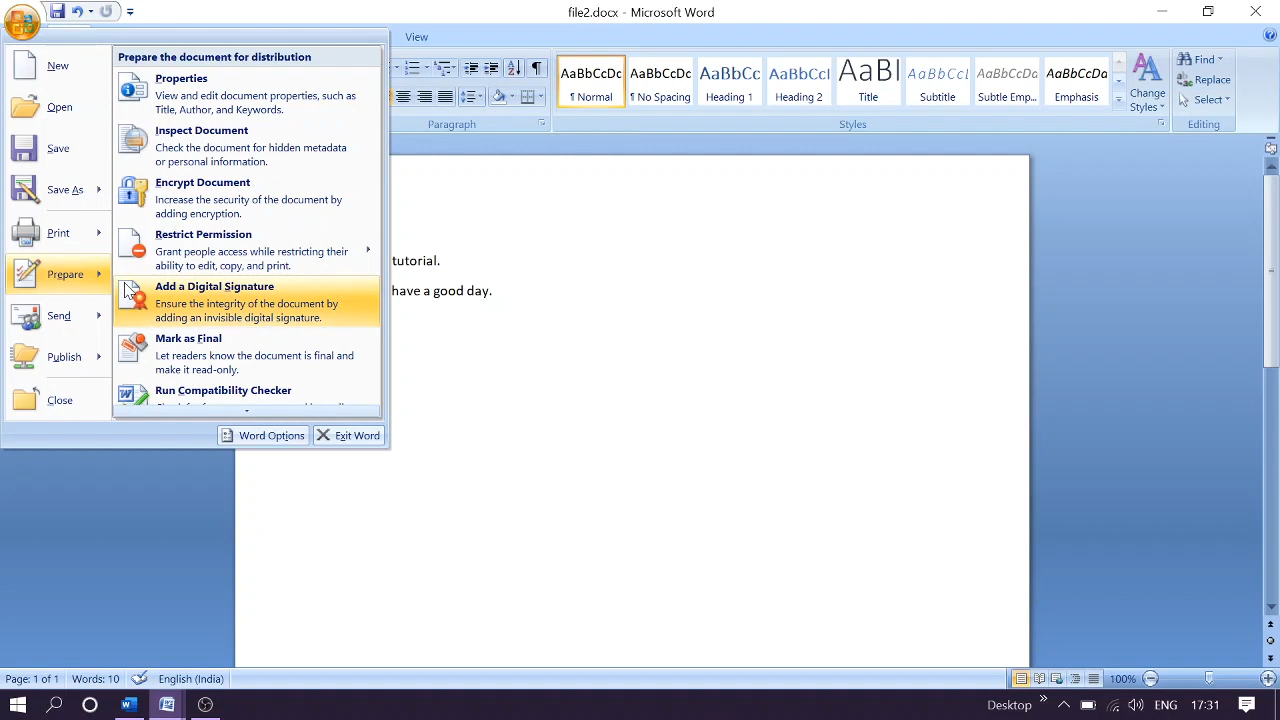 file2.docx - Microsoft Word
View
New
Open
Save
Save As
Print
Prepare
Send
Publish
Close
Prepare the document for distribution
Properties
View and edit document properties, such as
Title, Author, and Keywords.
Inspect Document
Check the document for hidden metadata
or personal information.
Encrypt Document
Increase the security of the document by
adding encryption.
Restrict Permission
Grant people access while restricting their
ability to edit, copy, and print.
Add a Digital Signature
Ensure the integrity of the document by
adding an invisible digital signature.
Mark as Final
Let readers know the document is final and
make it read-only.
Run Compatibility Checker
Word Options
Exit Word
AaBbCcDc
¶ Normal
AaBbCcDc
¶ No Spacing
AaBbCc
Heading 1
AaBbCc
Heading 2
AaBl
Title
AaBbCcl
Subtitle
AaBbCcDa
Subtle Emp...
AaBbCcDa
Emphasis
Change
Styles
Find
Replace
Select
Paragraph
Styles
Editing
tutorial.
have a good day.
Page: 1 of 1
Words: 10
English (India)
100%
Desktop
ENG
17:31